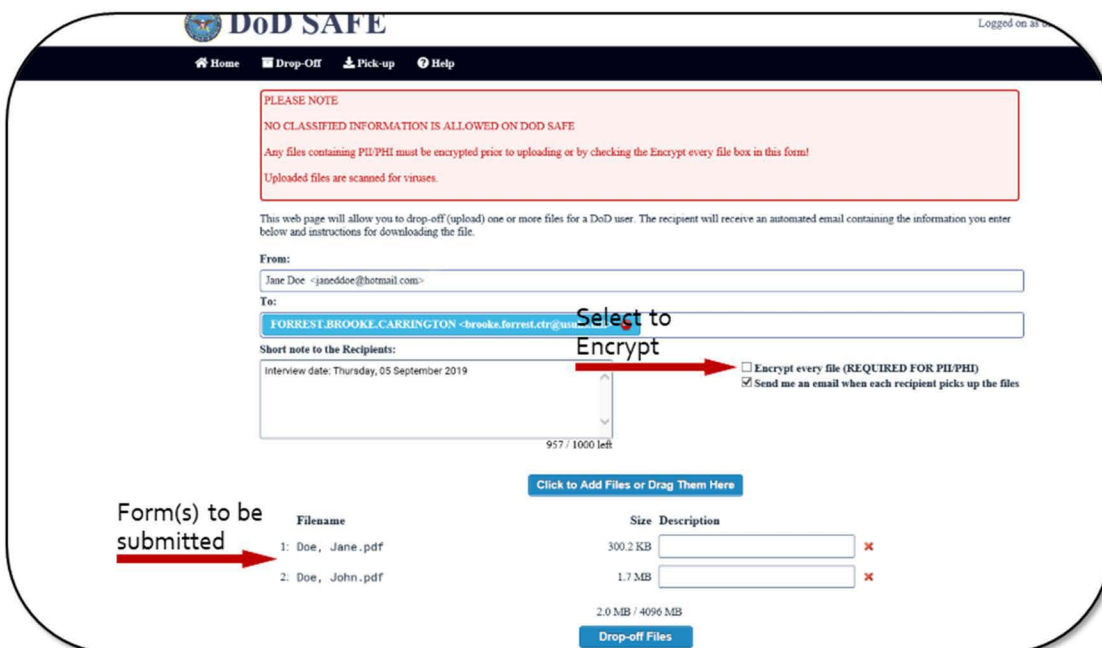 DOD SAFE
Logged on as
Home Drop-Off Pick-up Help
PLEASE NOTE
NO CLASSIFIED INFORMATION IS ALLOWED ON DOD SAFE
Any files containing PII/PHI must be encrypted prior to uploading or by checking the Encrypt every file box in this form!
Uploaded files are scanned for viruses.
This web page will allow you to drop-off (upload) one or more files for a DoD user. The recipient will receive an automated email containing the information you enter
below and instructions for downloading the file.
From:
Jane Doe <janeddoe@hotmail.com>
To:
FORREST.BROOKE.CARRINGTON <brooke.forrest.ctr@
Select to
Encrypt
Short note to the Recipients:
Interview date: Thursday, 05 September 2019
Encrypt every file (REQUIRED FOR PII/PHI)
Send me an email when each recipient picks up the files
957 / 1000 left
Click to Add Files or Drag Them Here
Form(s) to be
submitted
Filename Size Description
1: Doe, Jane.pdf 300.2 KB
2: Doe, John.pdf 1.7 MB
2.0 MB / 4096 MB
Drop-off Files